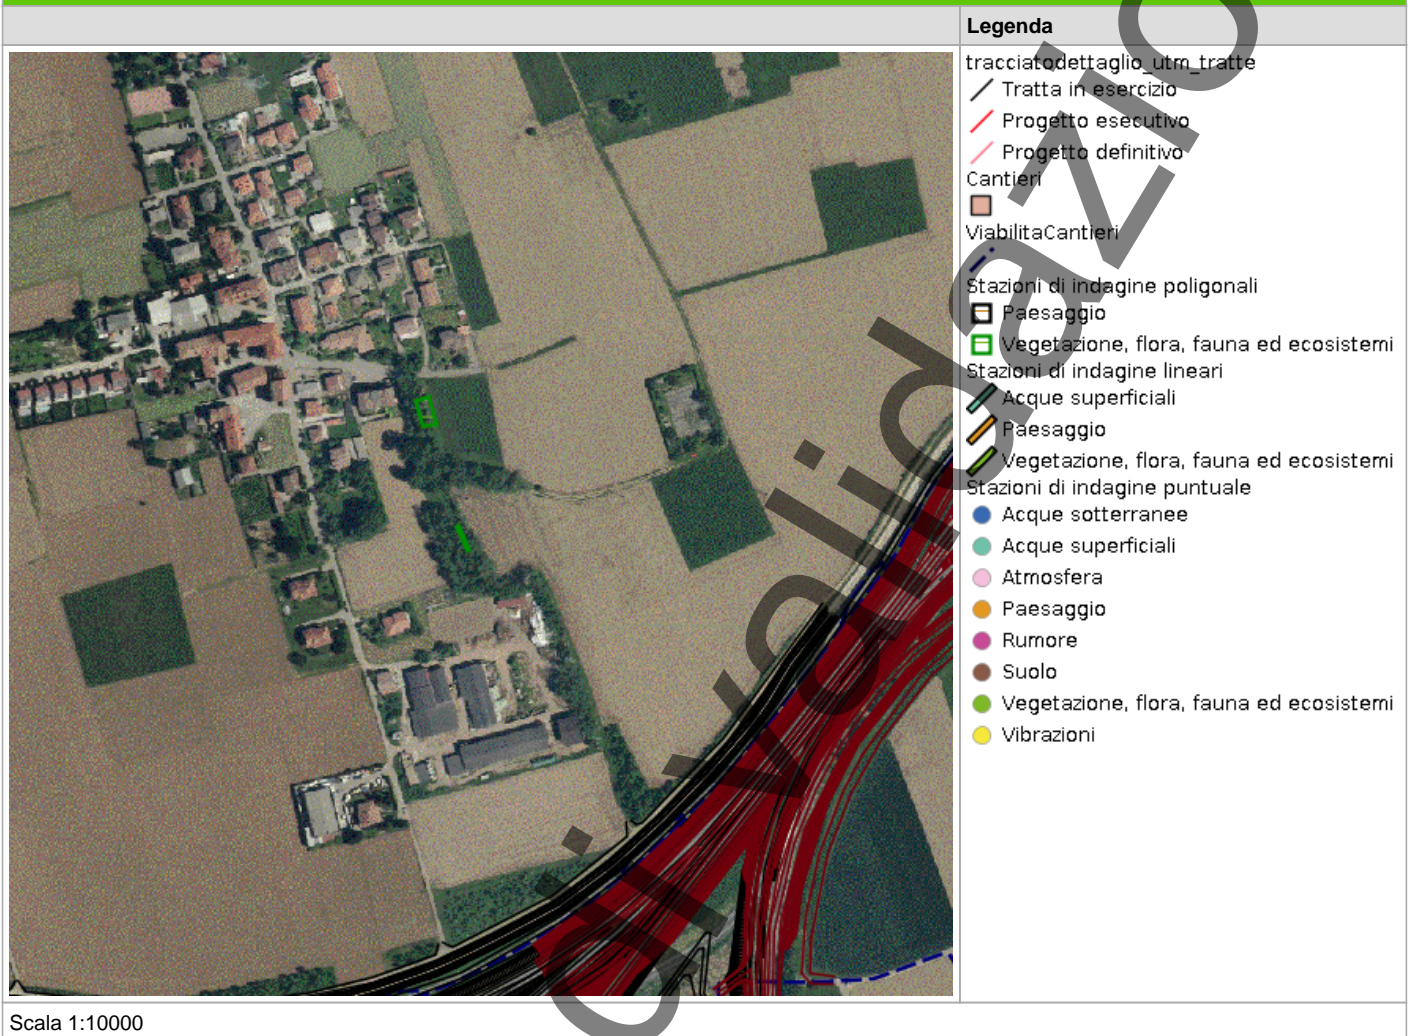 Legenda
tracciatodettaglio_utm_tratte
Tratta in esercizio
Progetto esecutivo
Progetto definitivo
Cantieri
ViabilitaCantieri
Stazioni di indagine poligonali
Paesaggio
Vegetazione, flora, fauna ed ecosistemi
Stazioni di indagine lineari
Acque superficiali
Paesaggio
Vegetazione, flora, fauna ed ecosistemi
Stazioni di indagine puntuale
Acque sotterranee
Acque superficiali
Atmosfera
Paesaggio
Rumore
Suolo
Vegetazione, flora, fauna ed ecosistemi
Vibrazioni
di validazio
Scala 1:10000